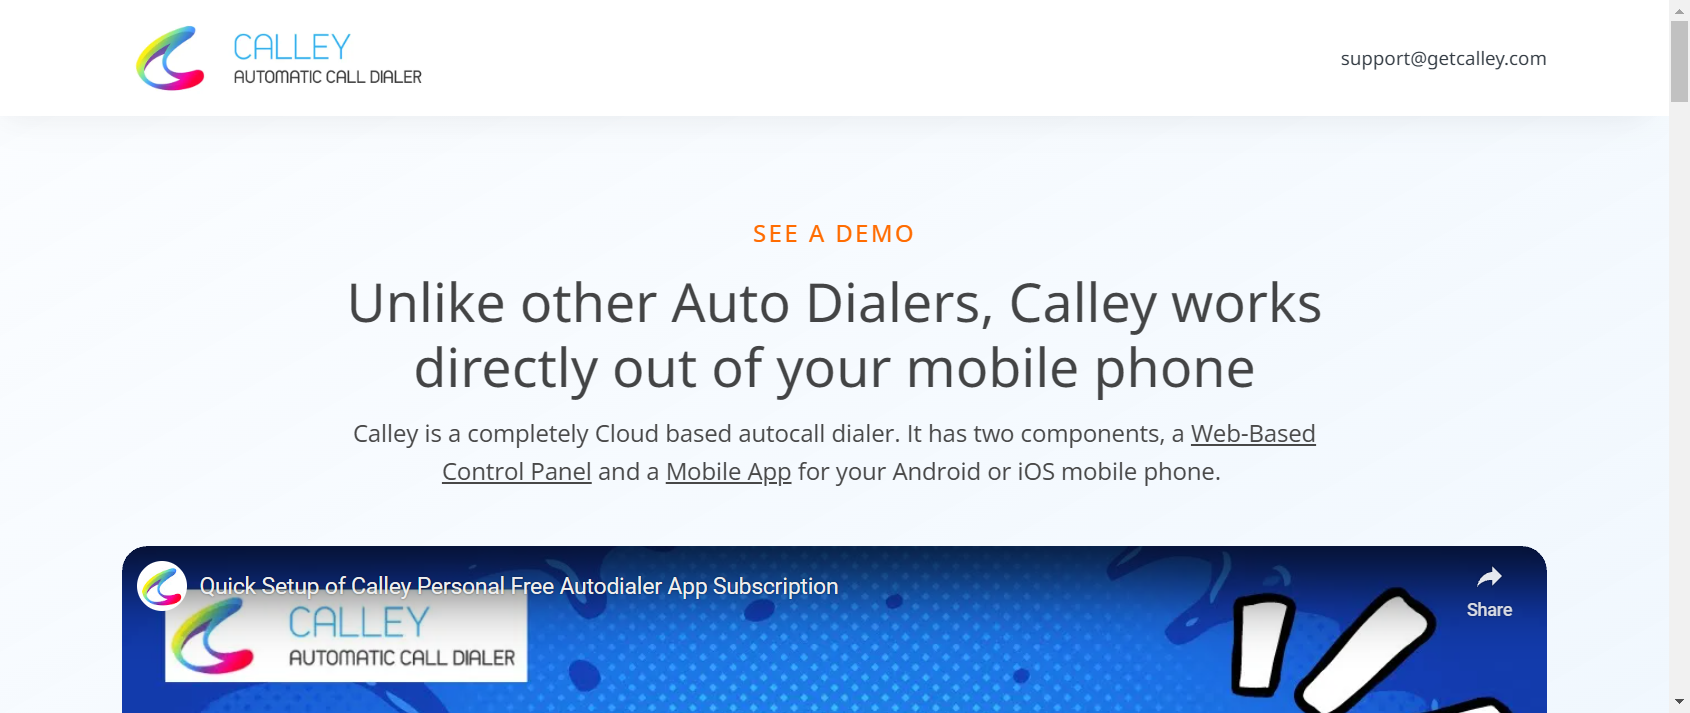 CALLEY
AUTOMATIC CALL DIALER
support@getcalley.com
SEE A DEMO
Unlike other Auto Dialers, Calley works
directly out of your mobile phone
Calley is a completely Cloud based autocall dialer. It has two components, a Web-Based
Control Panel and a Mobile App for your Android or iOS mobile phone.
Quick Setup of Calley Personal Free Autodialer App Subscription
Share
CALLEY
AUTOMATIC CALL DIALER